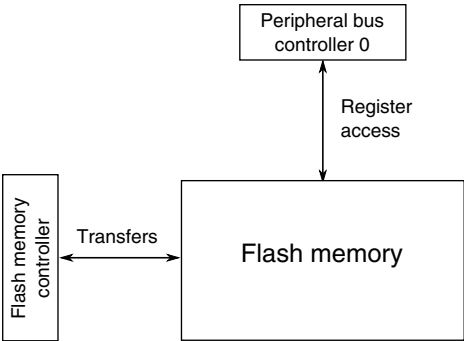 Peripheral bus
controller 0
Register
access
Flash memory
controller
Transfers
Flash memory